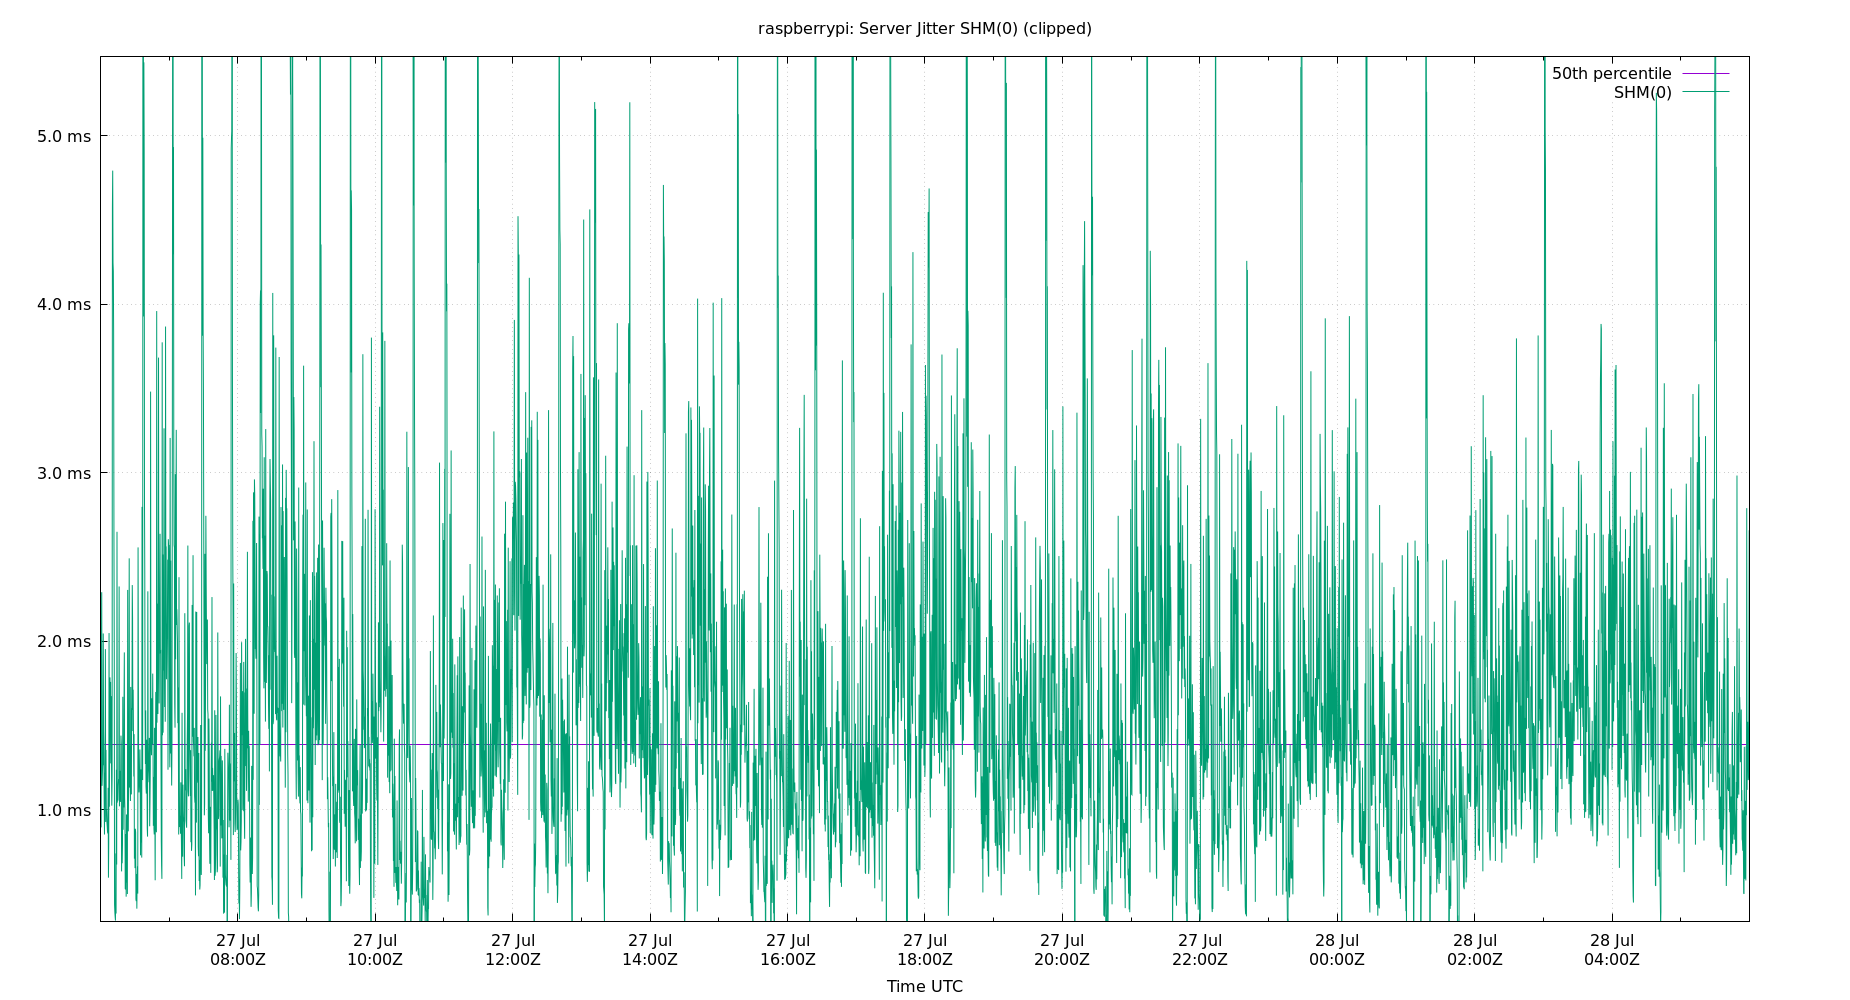 raspberrypi: Server Jitter SHM(0) (clipped)
50th percentile
SHM(0)
5.0 ms
4.0 ms
3.0 ms
2.0 ms
1.0 ms
27 Jul 27 Jul 27 Jul 27 Jul 27 Jul 27 Jul 27 Jul 27 Jul 28 Jul 28 Jul 28 Jul
08:00Z 10:00Z 12:00Z 14:00Z 16:00Z 18:00Z 20:00Z 22:00Z 00:00Z 02:00Z 04:00Z
Time UTC